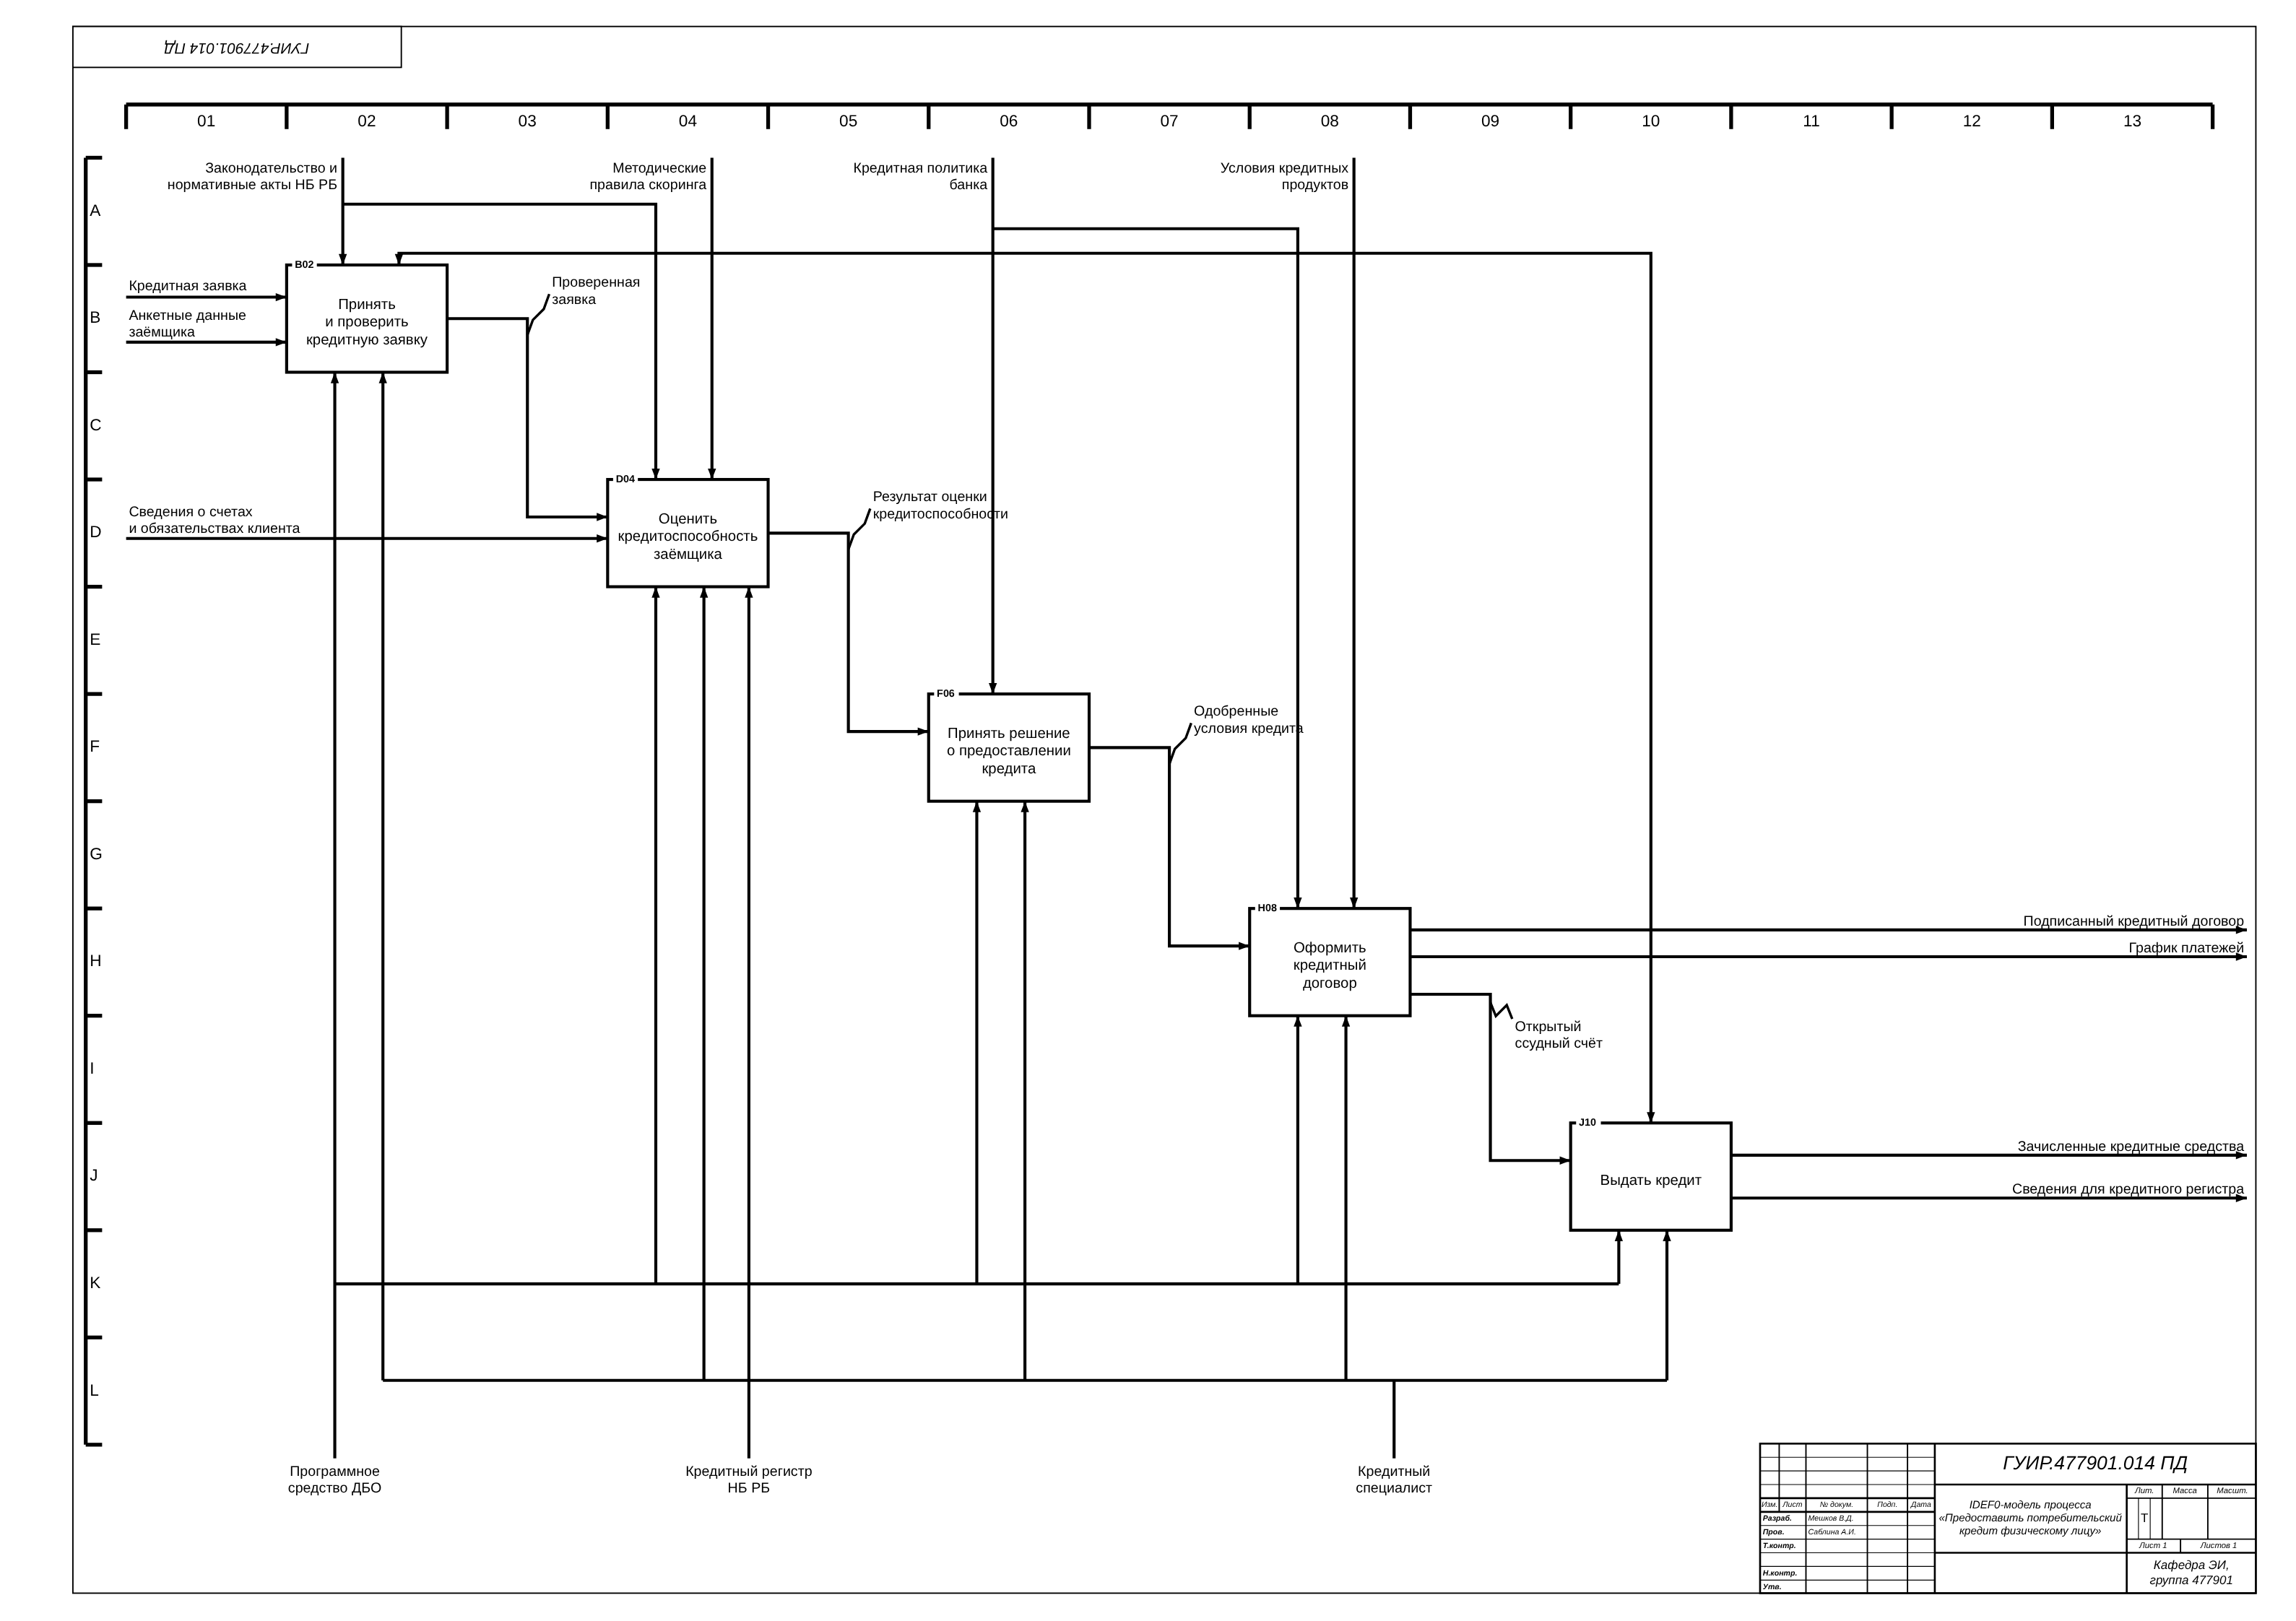 ГУИР.477901.014 ПД
01 02 03 04 05 06 07 08 09 10 11 12 13
Законодательство и
нормативные акты НБ РБ
Методические
правила скоринга
Кредитная политика
банка
Условия кредитных
продуктов
A
B
C
D
E
F
G
H
I
J
K
L
B02
Кредитная заявка
Анкетные данные
заёмщика
Принять
и проверить
кредитную заявку
Проверенная
заявка
Сведения о счетах
и обязательствах клиента
D04
Оценить
кредитоспособность
заёмщика
Результат оценки
кредитоспособности
F06
Принять решение
о предоставлении
кредита
Одобренные
условия кредита
H08
Оформить
кредитный
договор
Подписанный кредитный договор
График платежей
Открытый
ссудный счёт
J10
Выдать кредит
Зачисленные кредитные средства
Сведения для кредитного регистра
Программное
средство ДБО
Кредитный регистр
НБ РБ
Кредитный
специалист
ГУИР.477901.014 ПД
Изм. Лист № докум. Подп. Дата
Разраб. Мешков В.Д.
Пров. Саблина А.И.
Т.контр.
Н.контр.
Утв.
IDEF0-модель процесса
«Предоставить потребительский
кредит физическому лицу»
Лит. Масса Масшт.
Т
Лист 1 Листов 1
Кафедра ЭИ,
группа 477901